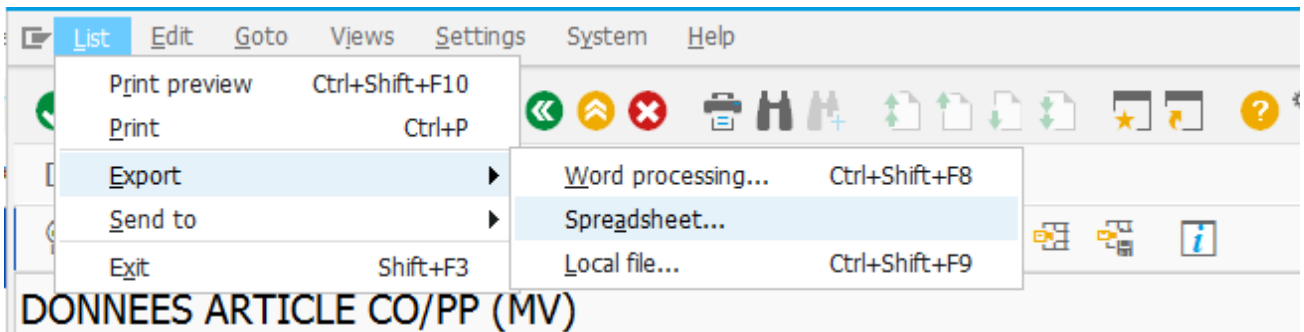 List Edit Goto Views Settings System Help
Print preview Ctrl+Shift+F10
Print Ctrl+P
Export
Word processing... Ctrl+Shift+F8
Send to
Spreadsheet...
Exit Shift+F3
Local file... Ctrl+Shift+F9
DONNEES ARTICLE CO/PP (MV)